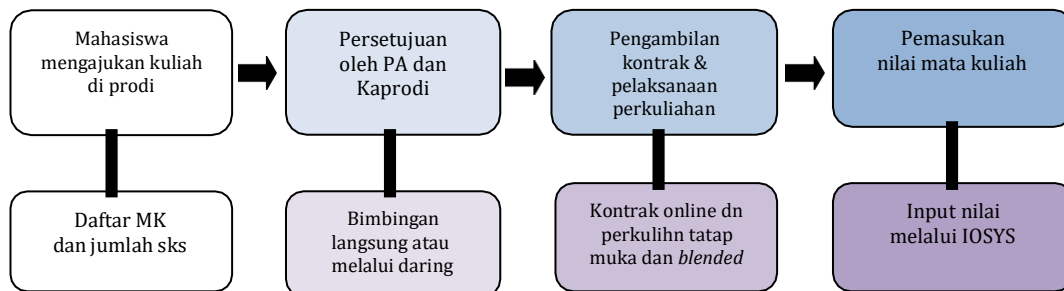 Mahasiswa
mengajukan kuliah
di prodi
Persetujuan
oleh PA dan
Kaprodi
Pengambilan
kontrak &
pelaksanaan
perkuliahan
Pemasukan
nilai mata kuliah
Daftar MK
dan jumlah sks
Bimbingan
langsung atau
melalui daring
Kontrak online dn
perkulihn tatap
muka dan blended
Input nilai
melalui IOSYS